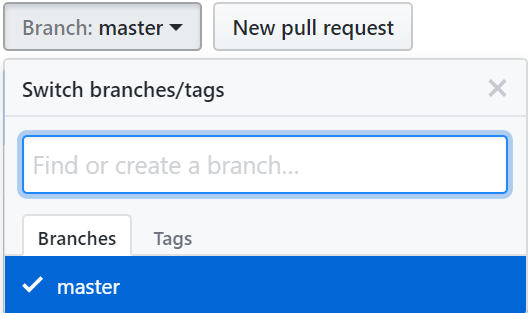 Branch: master New pull request
Switch branches/tags
Find or create a branch...
Branches Tags
master